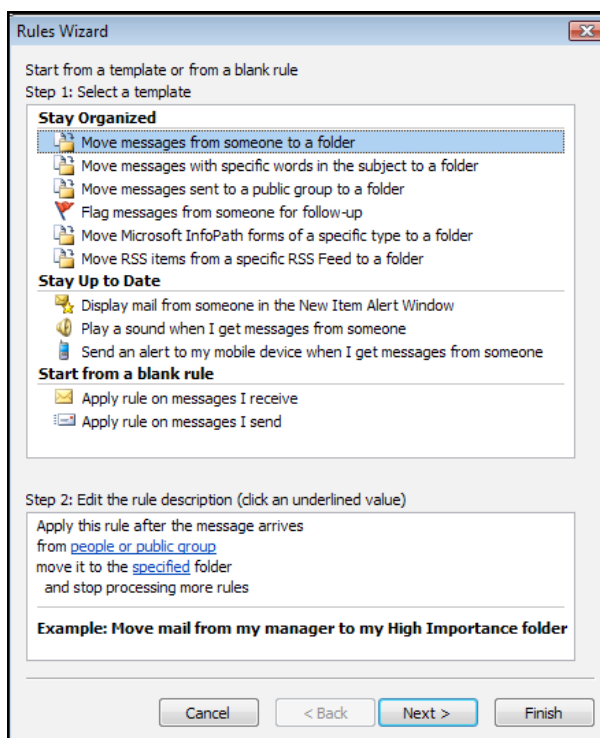 Rules Wizard
Start from a template or from a blank rule
Step 1: Select a template
Stay Organized
Move messages from someone to a folder
Move messages with specific words in the subject to a folder
Move messages sent to a public group to a folder
Flag messages from someone for follow-up
Move Microsoft InfoPath forms of a specific type to a folder
Move RSS items from a specific RSS Feed to a folder
Stay Up to Date
Display mail from someone in the New Item Alert Window
Play a sound when I get messages from someone
Send an alert to my mobile device when I get messages from someone
Start from a blank rule
Apply rule on messages I receive
Apply rule on messages I send
Step 2: Edit the rule description (click an underlined value)
Apply this rule after the message arrives
from people or public group
move it to the specified folder
and stop processing more rules
Example: Move mail from my manager to my High Importance folder
Cancel < Back Next > Finish